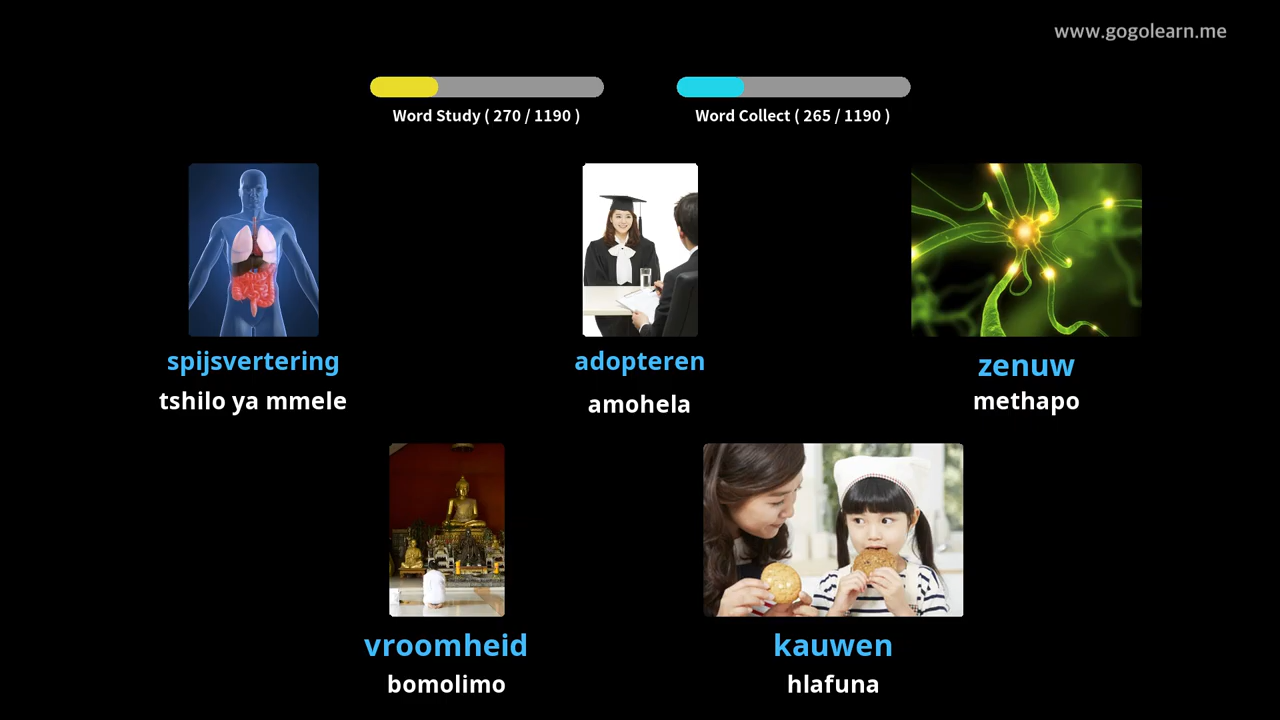 www.gogolearn.me
Word Study ( 270 / 1190 )
Word Collect ( 265 / 1190 )
spijsvertering
tshilo ya mmele
adopteren
amohela
zenuw
methapo
vroomheid
bomolimo
kauwen
hlafuna